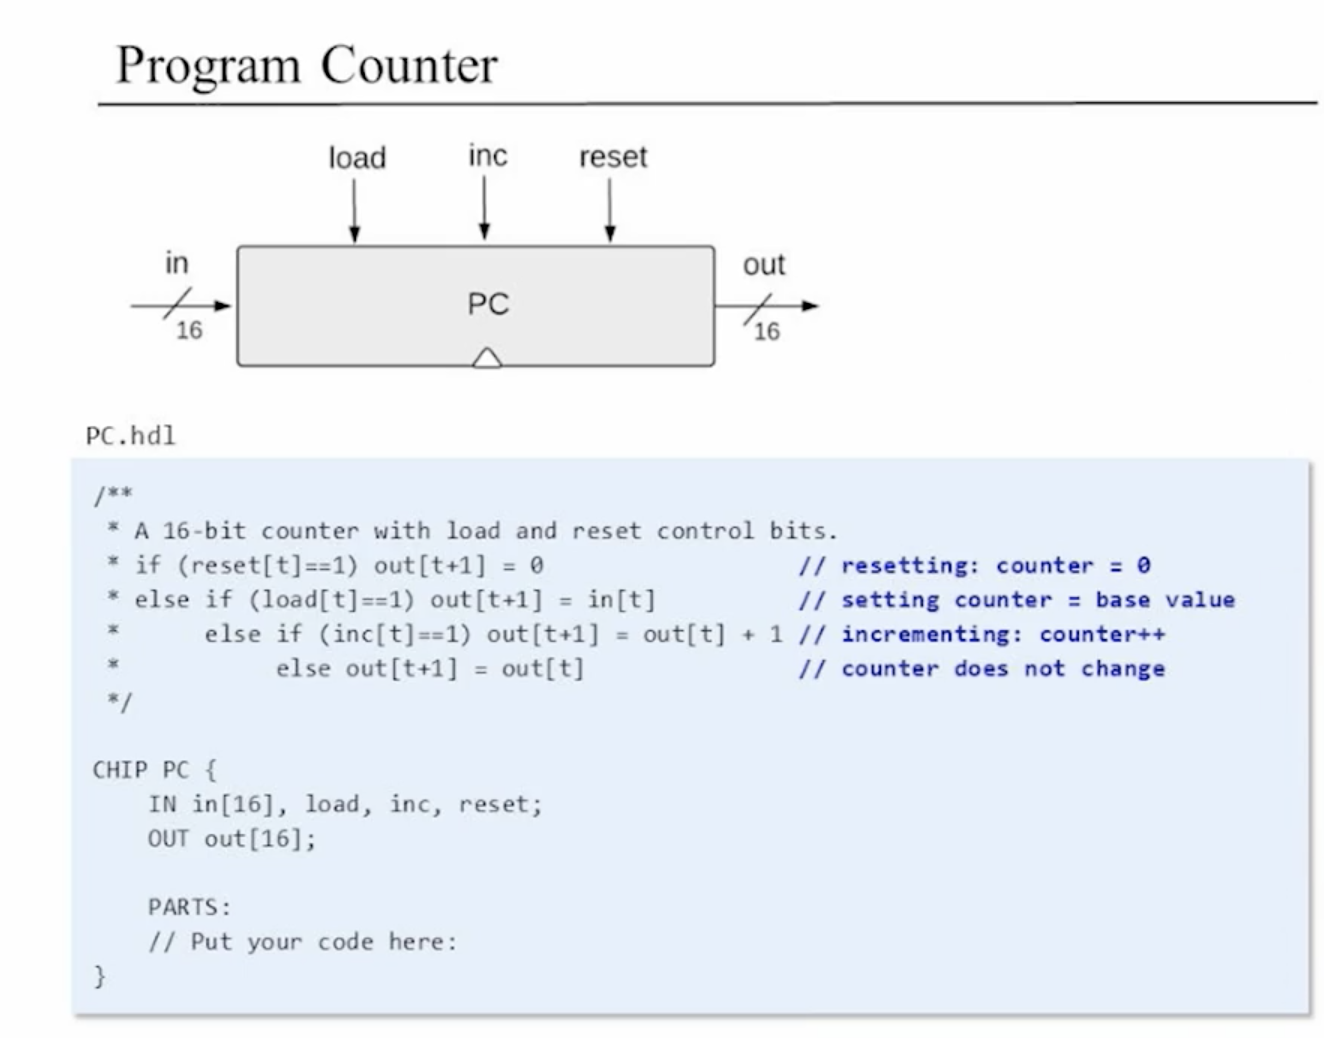 Program Counter
load inc reset
in
out
PC
16
16
PC.hdl
/**
* A 16-bit counter with load and reset control bits.
* if (reset[t]==1) out[t+1] = 0 // resetting: counter = 0
* else if (load[t]==1) out[t+1] = in[t] // setting counter = base value
* else if (inc[t]==1) out[t+1] = out[t] + 1 // incrementing: counter++
* else out[t+1] = out[t] // counter does not change
*/
CHIP PC {
IN in[16], load, inc, reset;
OUT out[16];
PARTS:
// Put your code here:
}